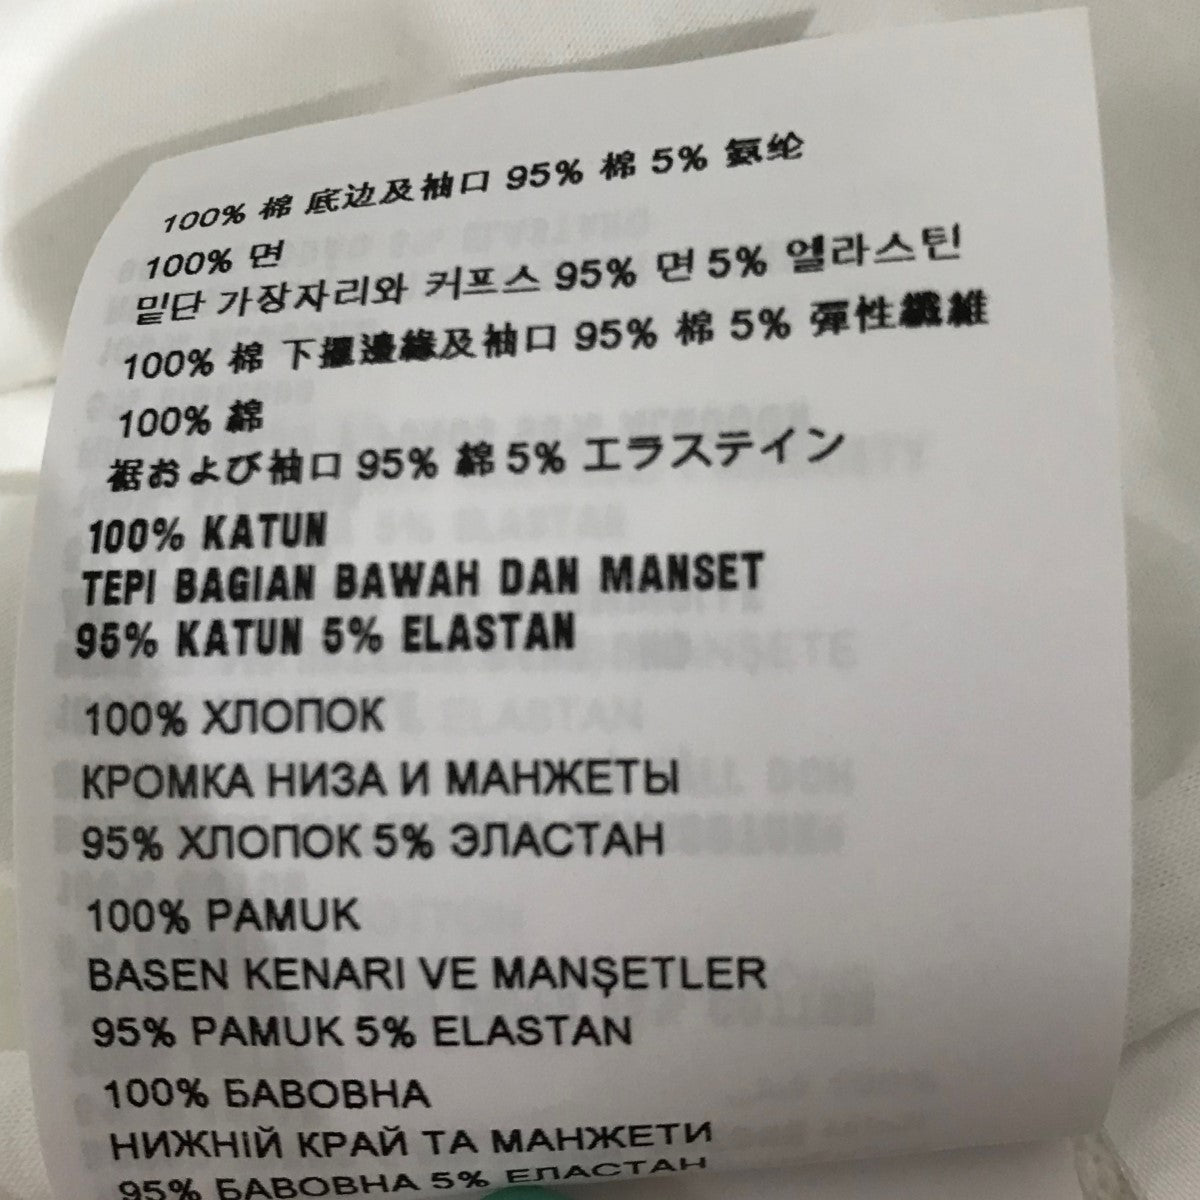 100% 棉 底边及袖口 95% 棉 5% 氨纶
100% 면
밑단 가장자리와 커프스 95% 면 5% 엘라스틴
100% 棉 下擺邊緣及袖口 95% 棉 5% 彈性纖維
100% 綿
裾および袖口 95% 綿 5% エラステイン
100% KATUN
TEPI BAGIAN BAWAH DAN MANSET
95% KATUN 5% ELASTAN
100% ХЛОПОК
КРОМКА НИЗА И МАНЖЕТЫ
95% ХЛОПОК 5% ЭЛАСТАН
100% PAMUK
BASEN KENARI VE MANŞETLER
95% PAMUK 5% ELASTAN
100% БАВОВНА
НИЖНІЙ КРАЙ ТА МАНЖЕТИ
95% БАВОВНА 5% ЕЛАСТАН